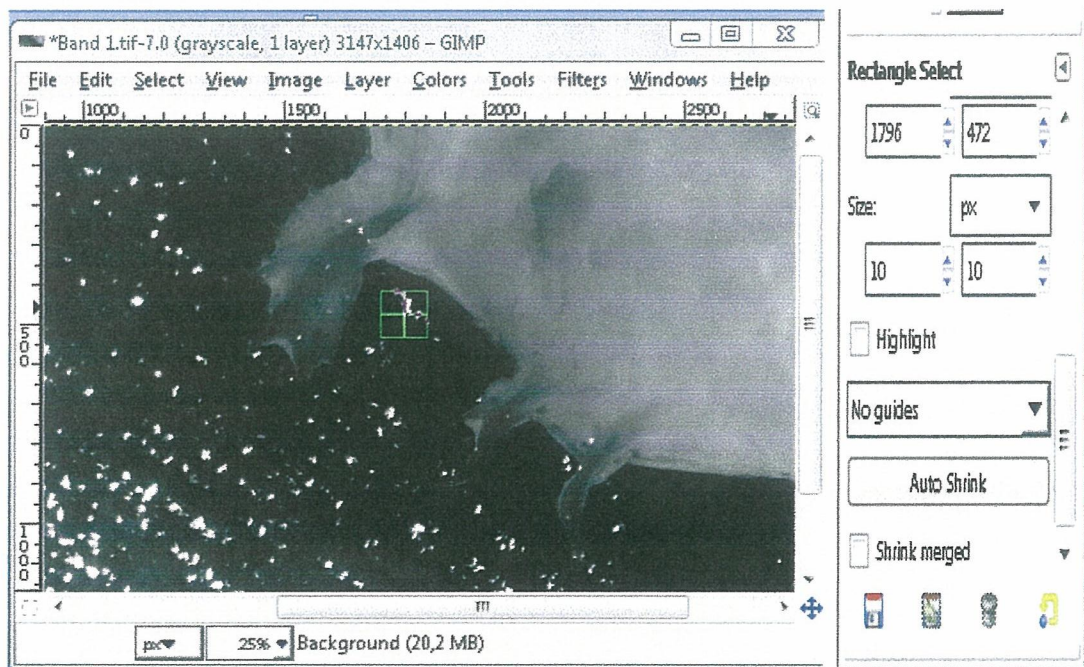 *Band 1.tif-7.0 (grayscale, 1 layer) 3147x1406 – GIMP
File Edit Select View Image Layer Colors Tools Filters Windows Help
1000 1500 2000 2500
0
500
1000
px 25% Background (20,2 MB)
Rectangle Select
1796 472
Size: px
10 10
Highlight
No guides
Auto Shrink
Shrink merged